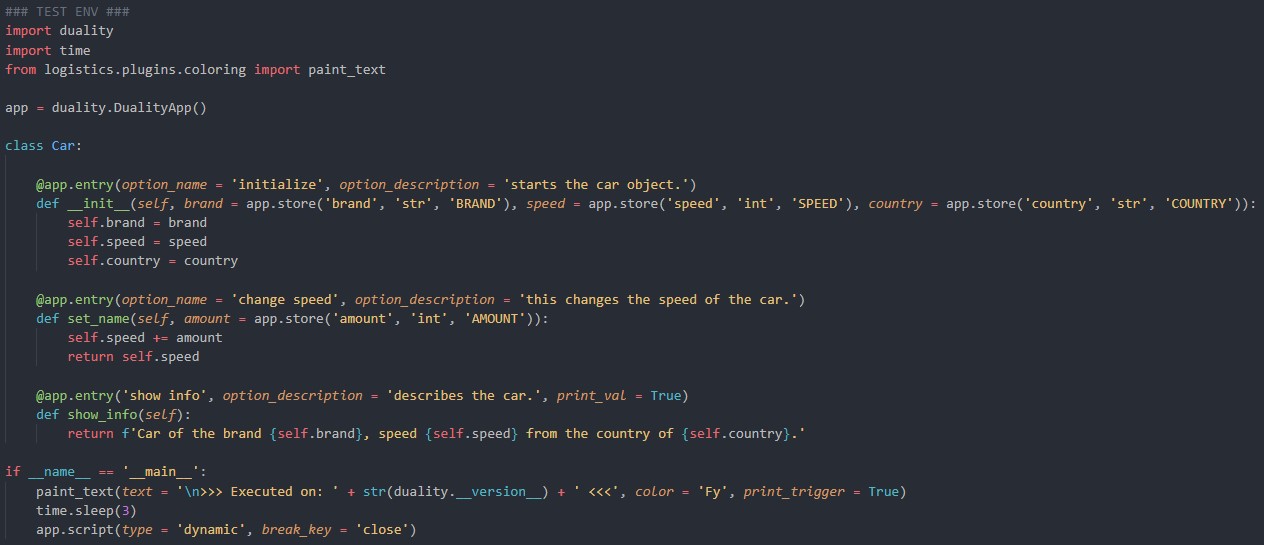 ### TEST ENV ###
import duality
import time
from logistics.plugins.coloring import paint_text

app = duality.DualityApp()

class Car:

    @app.entry(option_name = 'initialize', option_description = 'starts the car object.')
    def __init__(self, brand = app.store('brand', 'str', 'BRAND'), speed = app.store('speed', 'int', 'SPEED'), country = app.store('country', 'str', 'COUNTRY')):
        self.brand = brand
        self.speed = speed
        self.country = country

    @app.entry(option_name = 'change speed', option_description = 'this changes the speed of the car.')
    def set_name(self, amount = app.store('amount', 'int', 'AMOUNT')):
        self.speed += amount
        return self.speed

    @app.entry('show info', option_description = 'describes the car.', print_val = True)
    def show_info(self):
        return f'Car of the brand {self.brand}, speed {self.speed} from the country of {self.country}.'

if __name__ == '__main__':
    paint_text(text = '\n>>> Executed on: ' + str(duality.__version__) + ' <<<', color = 'Fy', print_trigger = True)
    time.sleep(3)
    app.script(type = 'dynamic', break_key = 'close')